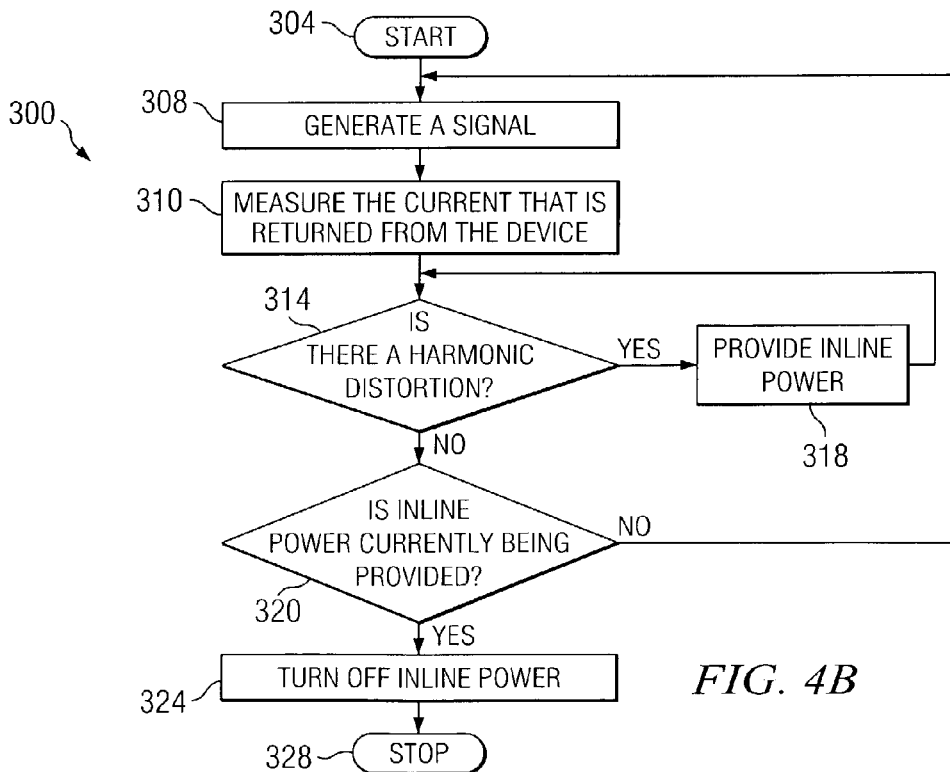 304
START
300
308
GENERATE A SIGNAL
310
MEASURE THE CURRENT THAT IS
RETURNED FROM THE DEVICE
314
IS
THERE A HARMONIC
DISTORTION?
YES
PROVIDE INLINE
POWER
318
NO
IS INLINE
POWER CURRENTLY BEING
PROVIDED?
NO
320
YES
324
TURN OFF INLINE POWER
FIG. 4B
328
STOP